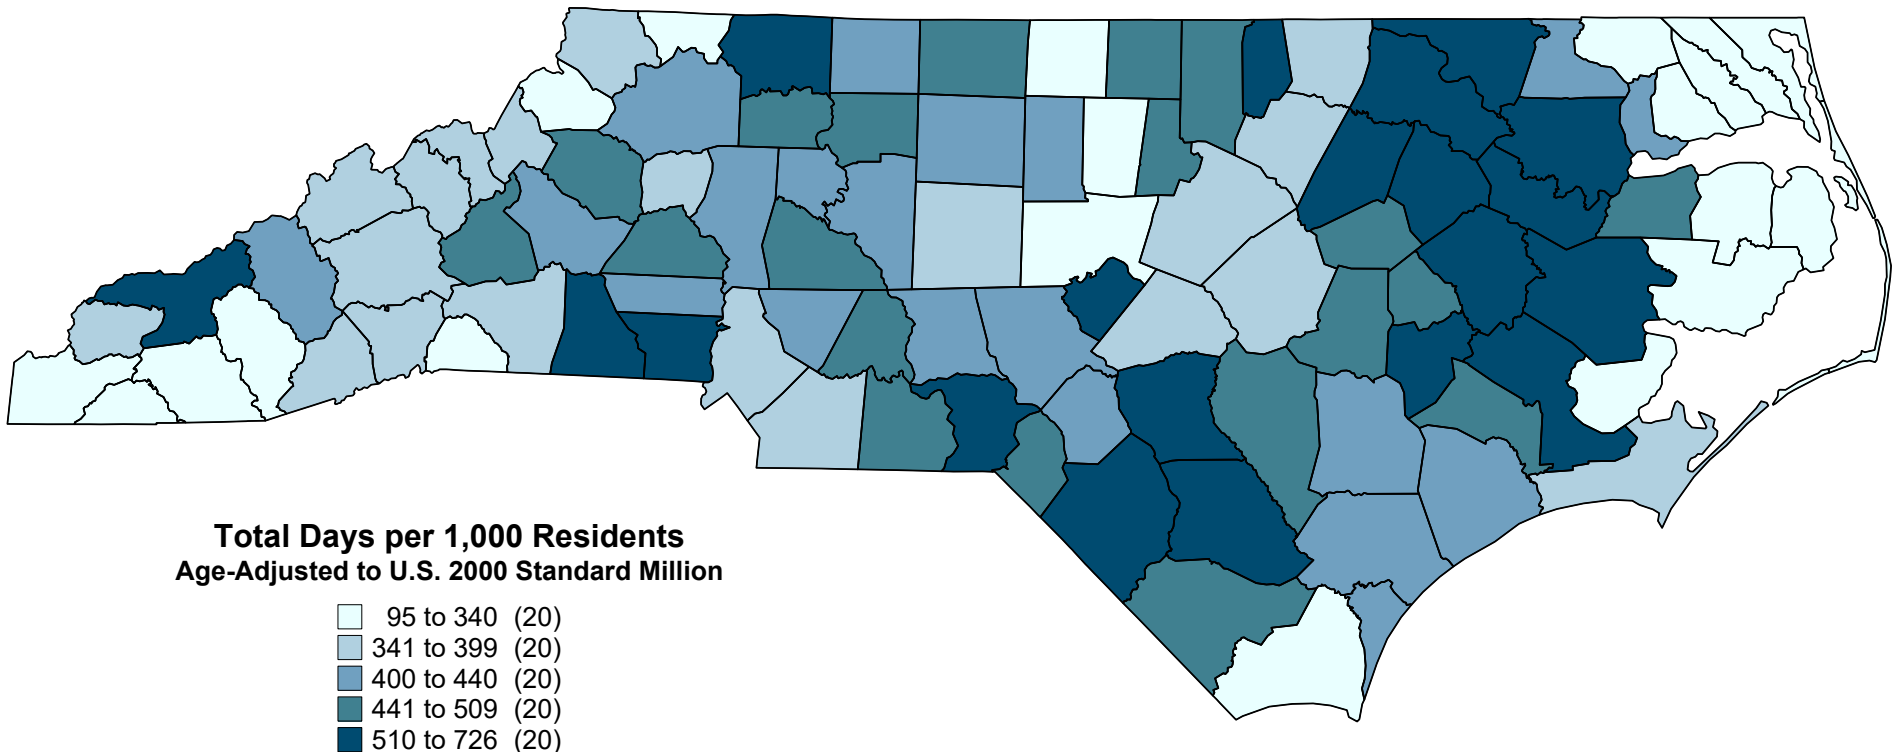 Total Days per 1,000 Residents
Age-Adjusted to U.S. 2000 Standard Million
95 to 340 (20)
341 to 399 (20)
400 to 440 (20)
441 to 509 (20)
510 to 726 (20)